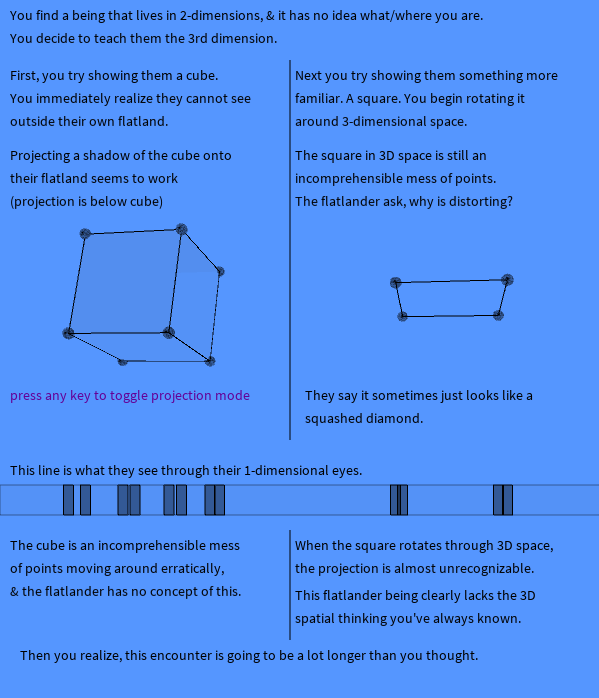 You find a being that lives in 2-dimensions, & it has no idea what/where you are.
You decide to teach them the 3rd dimension.
First, you try showing them a cube.
You immediately realize they cannot see
outside their own flatland.
Projecting a shadow of the cube onto
their flatland seems to work
(projection is below cube)
press any key to toggle projection mode
Next you try showing them something more
familiar. A square. You begin rotating it
around 3-dimensional space.
The square in 3D space is still an
incomprehensible mess of points.
The flatlander ask, why is distorting?
They say it sometimes just looks like a
squashed diamond.
This line is what they see through their 1-dimensional eyes.
The cube is an incomprehensible mess
of points moving around erratically,
& the flatlander has no concept of this.
When the square rotates through 3D space,
the projection is almost unrecognizable.
This flatlander being clearly lacks the 3D
spatial thinking you've always known.
Then you realize, this encounter is going to be a lot longer than you thought.